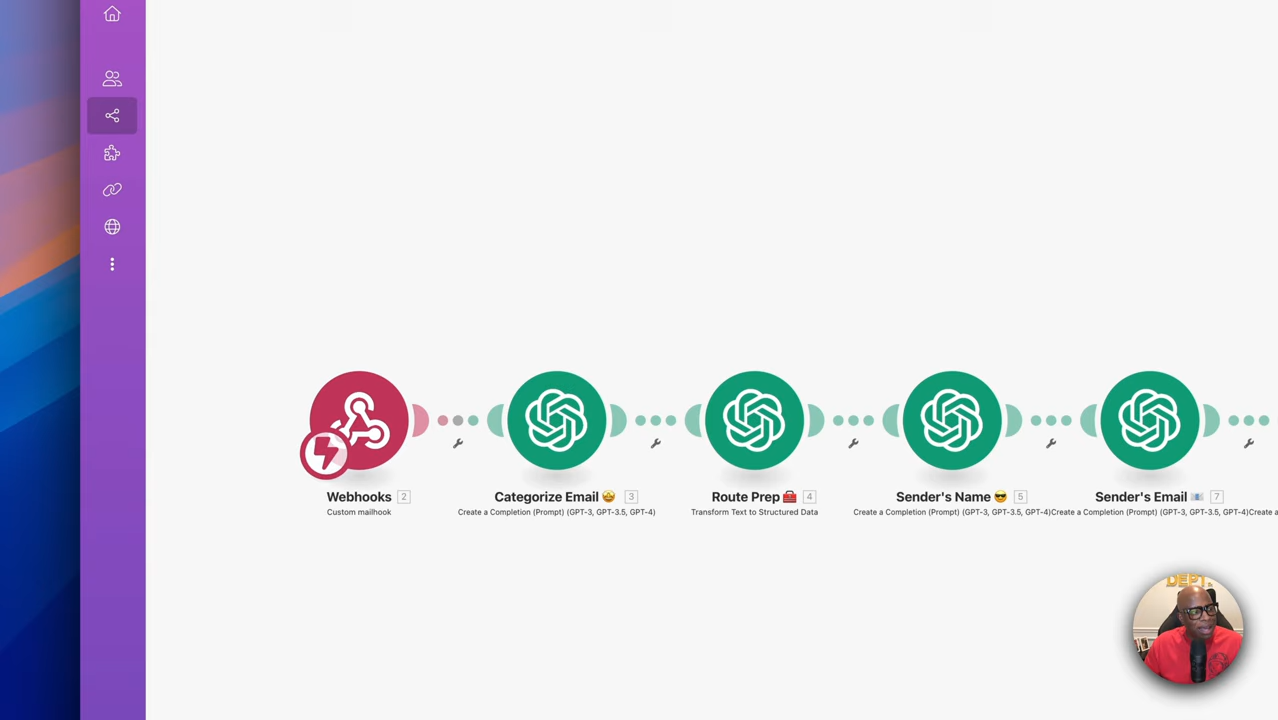 Webhooks 2
Custom mailhook
Categorize Email 🤩 3
Create a Completion (Prompt) (GPT-3, GPT-3.5, GPT-4)
Route Prep 🧰 4
Transform Text to Structured Data
Sender's Name 😎 5
Create a Completion (Prompt) (GPT-3, GPT-3.5, GPT-4)
Sender's Email 📧 7
Create a Completion (Prompt) (GPT-3, GPT-3.5, GPT-4)
Create a
DEPT